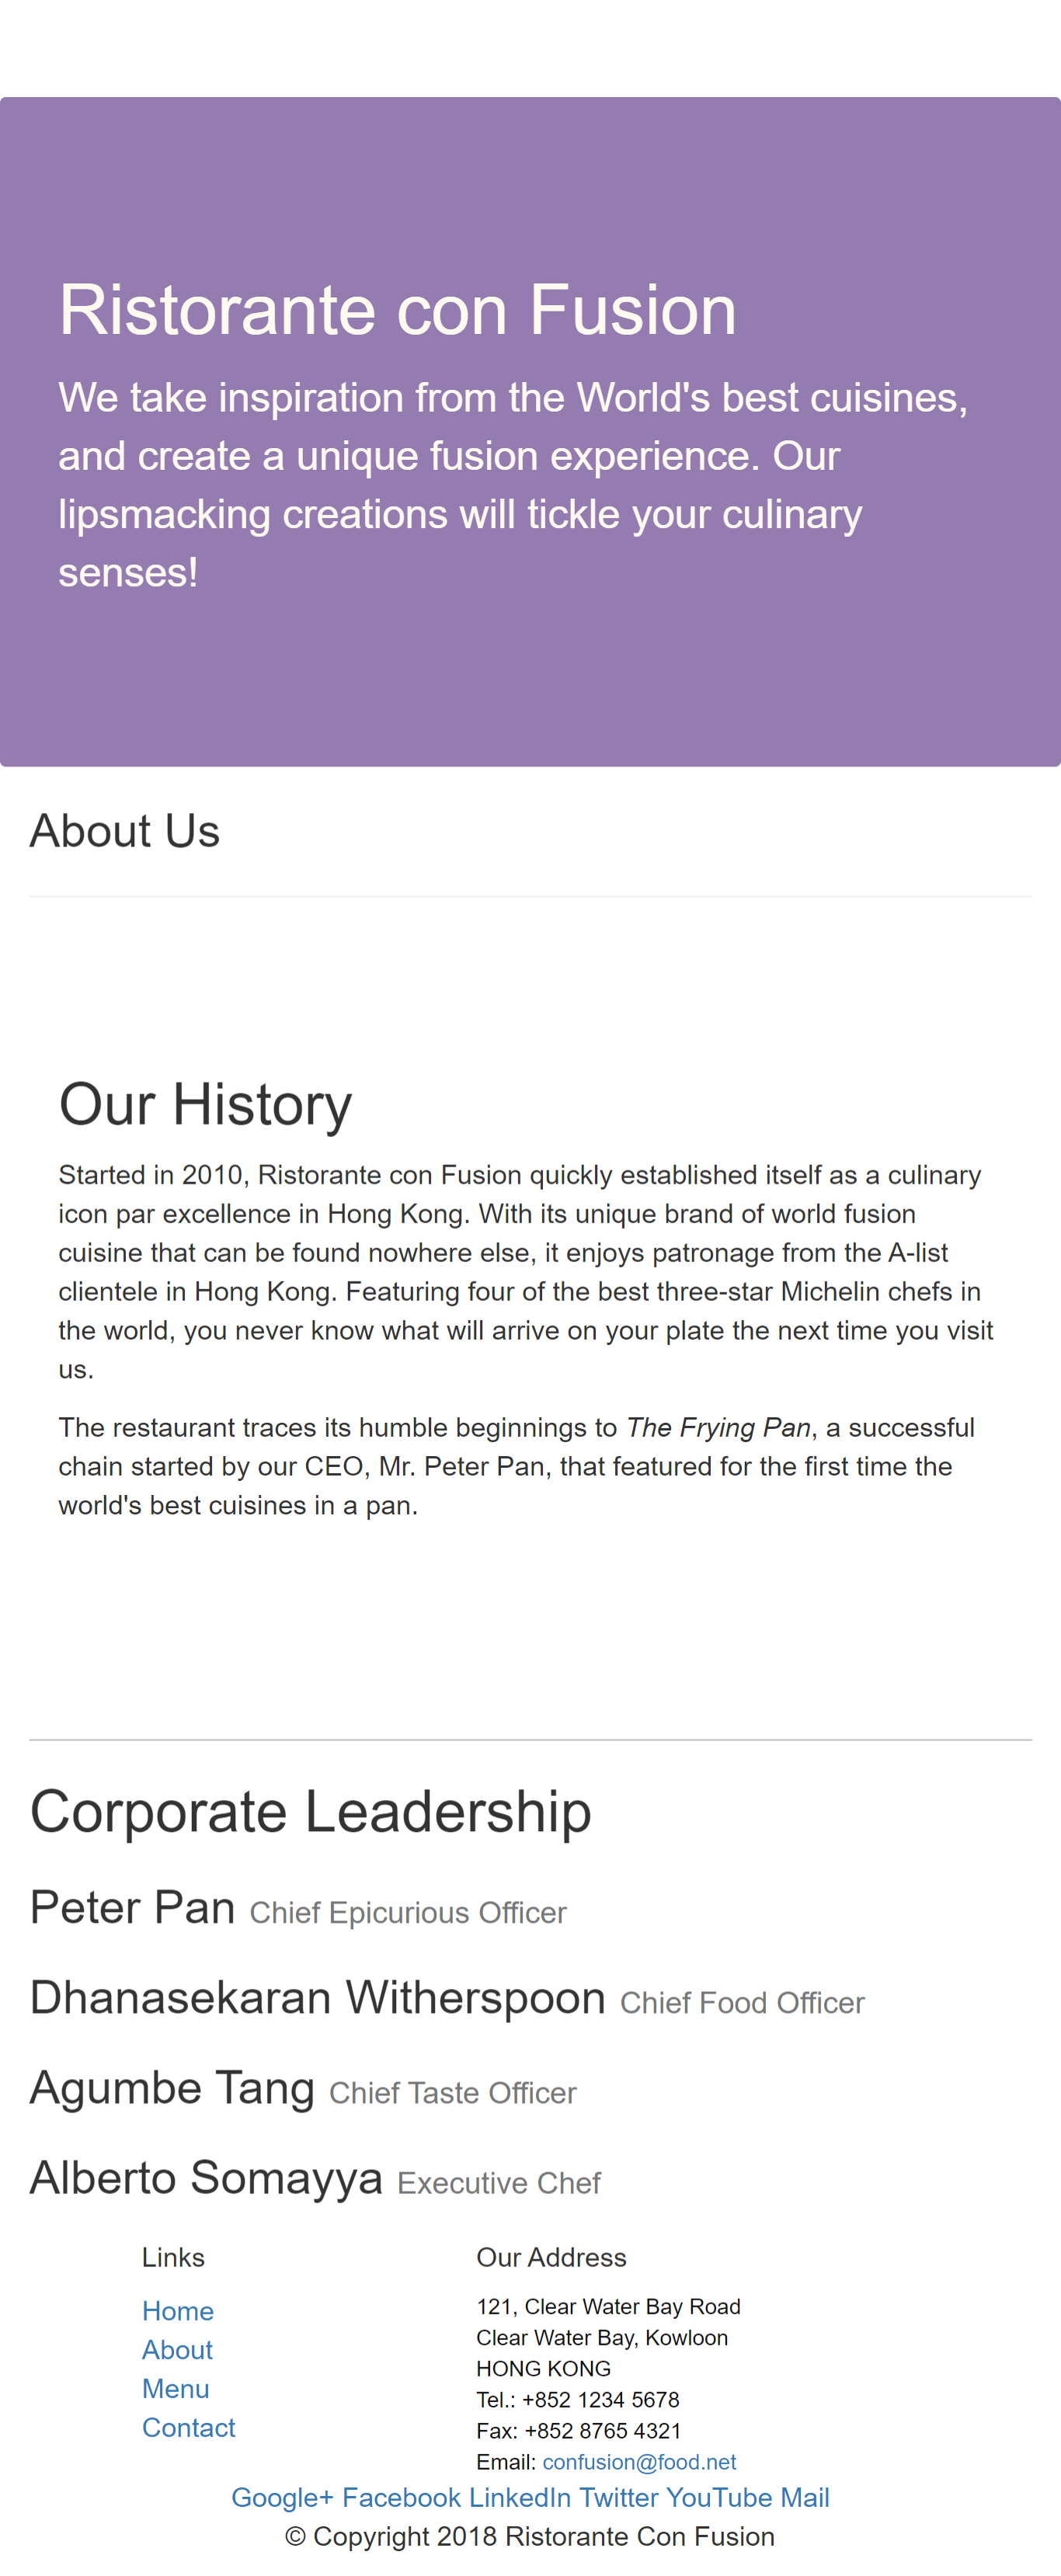 Ristorante con Fusion
We take inspiration from the World's best cuisines,
and create a unique fusion experience. Our
lipsmacking creations will tickle your culinary
senses!
About Us
Our History
Started in 2010, Ristorante con Fusion quickly established itself as a culinary
icon par excellence in Hong Kong. With its unique brand of world fusion
cuisine that can be found nowhere else, it enjoys patronage from the A-list
clientele in Hong Kong. Featuring four of the best three-star Michelin chefs in
the world, you never know what will arrive on your plate the next time you visit
us.
The restaurant traces its humble beginnings to The Frying Pan, a successful
chain started by our CEO, Mr. Peter Pan, that featured for the first time the
world's best cuisines in a pan.
Corporate Leadership
Peter Pan Chief Epicurious Officer
Dhanasekaran Witherspoon Chief Food Officer
Agumbe Tang Chief Taste Officer
Alberto Somayya Executive Chef
Links
Home
About
Menu
Contact
Our Address
121, Clear Water Bay Road
Clear Water Bay, Kowloon
HONG KONG
Tel.: +852 1234 5678
Fax: +852 8765 4321
Email: confusion@food.net
Google+ Facebook LinkedIn Twitter YouTube Mail
© Copyright 2018 Ristorante Con Fusion